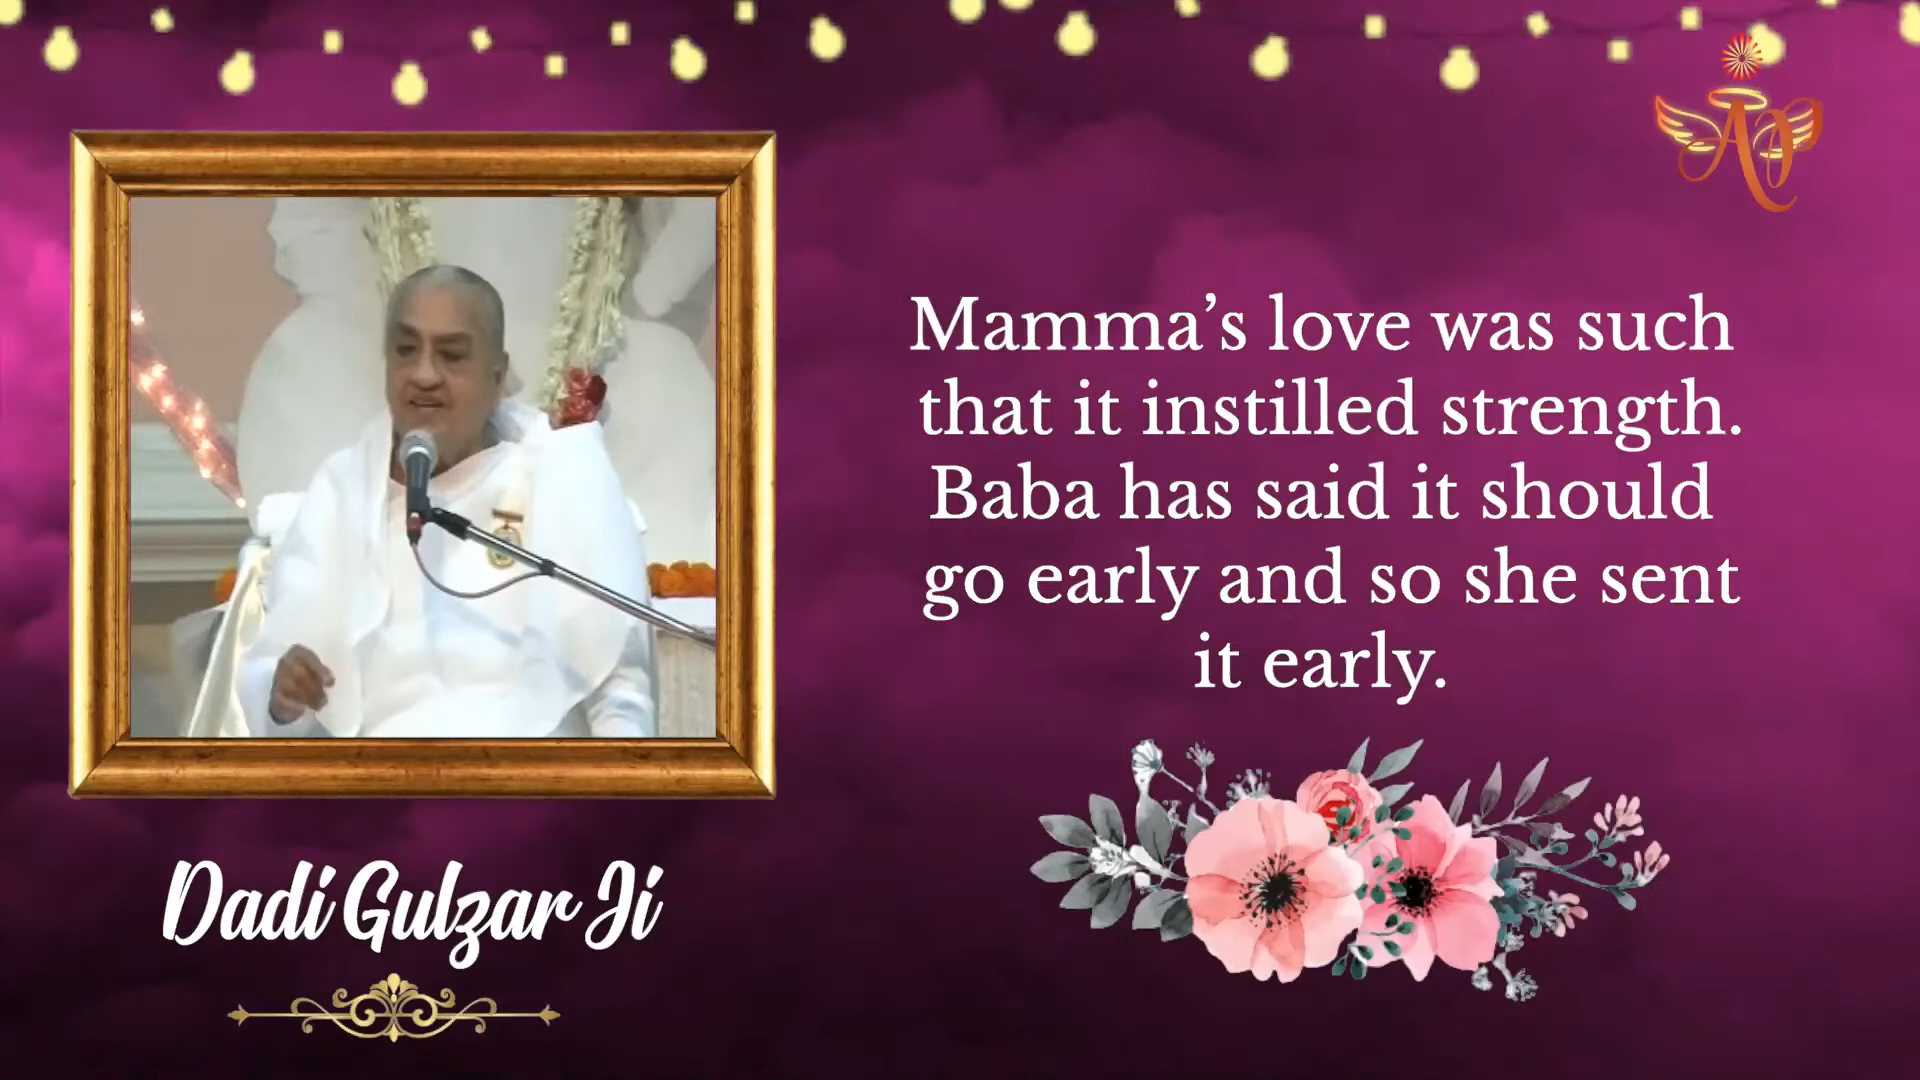 Mamma’s love was such
that it instilled strength.
Baba has said it should
go early and so she sent
it early.
Dadi Gulzar Ji